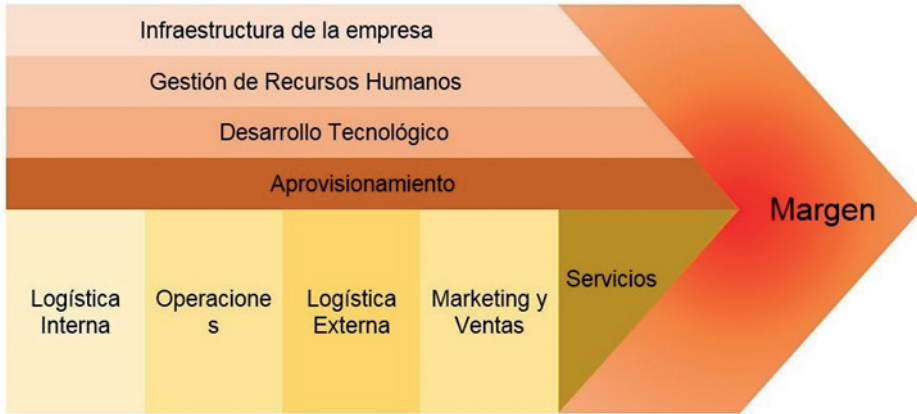 Infraestructura de la empresa
Gestión de Recursos Humanos
Desarrollo Tecnológico
Aprovisionamiento
Margen
Logística
Interna
Operacione
s
Logística
Externa
Marketing y
Ventas
Servicios